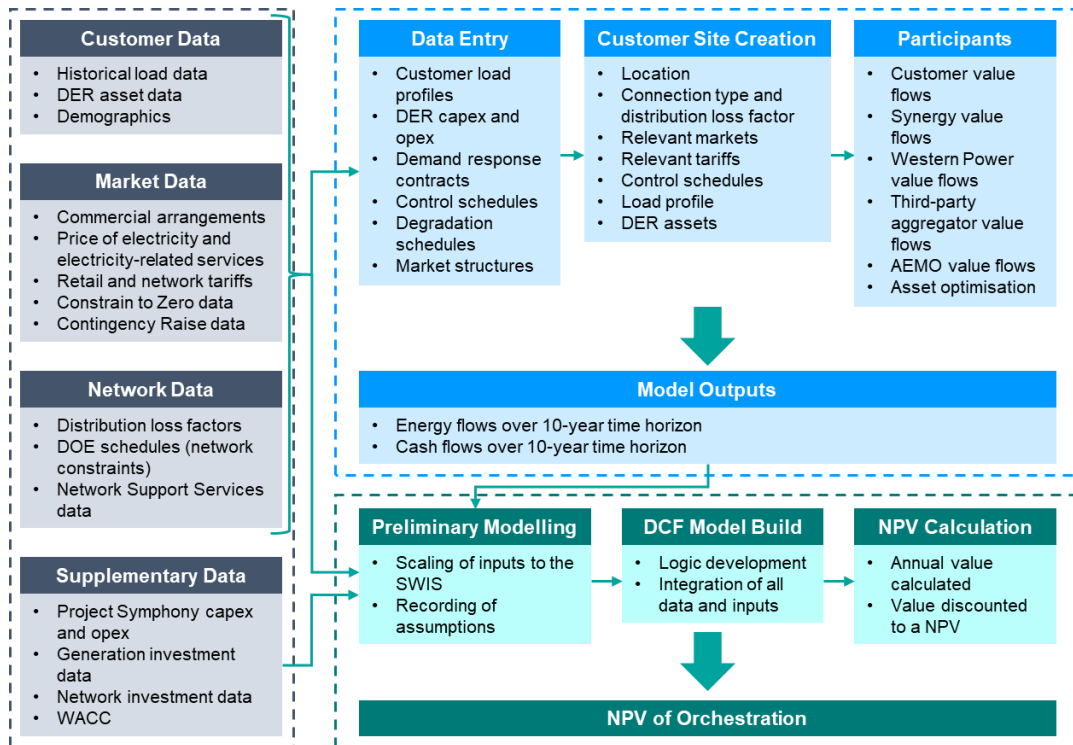 Customer Data
• Historical load data
• DER asset data
• Demographics
Market Data
• Commercial arrangements
• Price of electricity and
electricity-related services
• Retail and network tariffs
• Constrain to Zero data
• Contingency Raise data
Network Data
• Distribution loss factors
• DOE schedules (network
constraints)
• Network Support Services
data
Supplementary Data
• Project Symphony capex
and opex
• Generation investment
data
• Network investment data
• WACC
Data Entry
• Customer load
profiles
• DER capex and
opex
• Demand response
contracts
• Control schedules
• Degradation
schedules
• Market structures
Customer Site Creation
• Location
• Connection type and
distribution loss factor
• Relevant markets
• Relevant tariffs
• Control schedules
• Load profile
• DER assets
Participants
• Customer value
flows
• Synergy value
flows
• Western Power
value flows
• Third-party
aggregator value
flows
• AEMO value flows
• Asset optimisation
Model Outputs
• Energy flows over 10-year time horizon
• Cash flows over 10-year time horizon
Preliminary Modelling
• Scaling of inputs to the
SWIS
• Recording of
assumptions
DCF Model Build
• Logic development
• Integration of all
data and inputs
NPV Calculation
• Annual value
calculated
• Value discounted
to a NPV
NPV of Orchestration